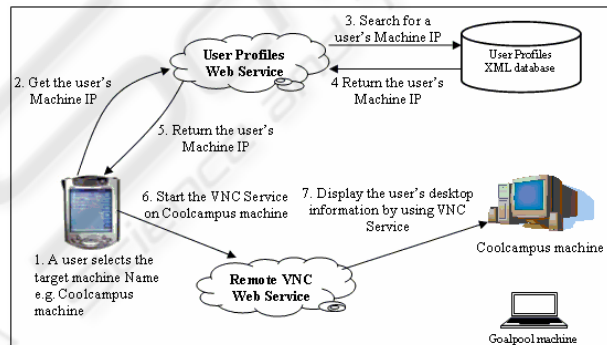 3. Search for a
user's Machine IP
User Profiles
Web Service
User Profiles
XML database
2. Get the user's
Machine IP
4 Return the user's
Machine IP
5. Return the user's
Machine IP
6. Start the VNC Service
on Coolcampus machine
7. Display the user's desktop
information by using VNC
Service
1. A user selects the
target machine Name
e.g. Coolcampus
machine
Remote VNC
Web Service
Coolcampus machine
Goalpool machine